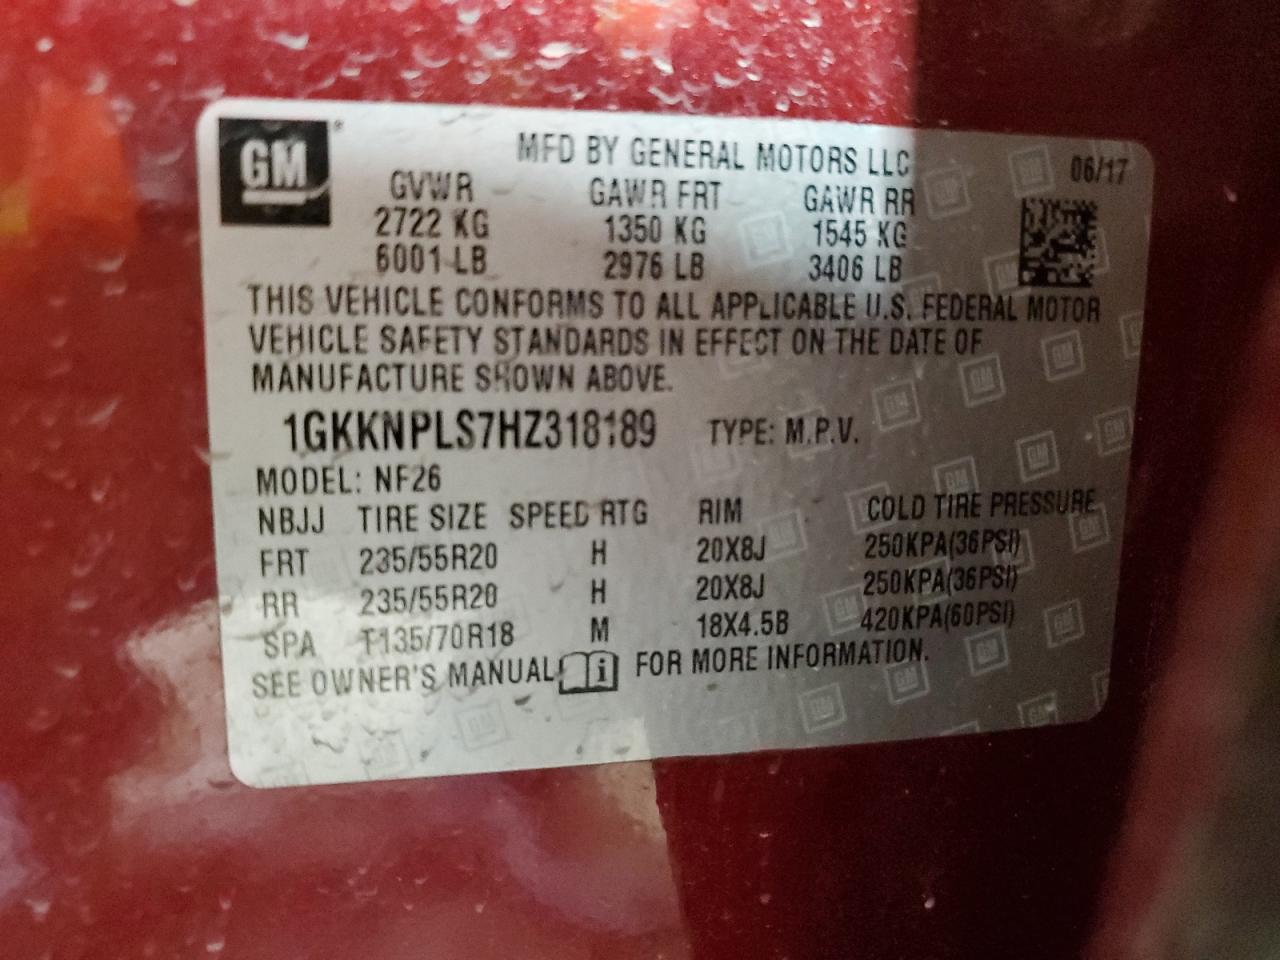 GM
MFD BY GENERAL MOTORS LLC 06/17
GVWR GAWR FRT GAWR RR
2722 KG 1350 KG 1545 KG
6001 LB 2976 LB 3406 LB
THIS VEHICLE CONFORMS TO ALL APPLICABLE U.S. FEDERAL MOTOR
VEHICLE SAFETY STANDARDS IN EFFECT ON THE DATE OF
MANUFACTURE SHOWN ABOVE.
1GKKNPLS7HZ318189 TYPE: M.P.V.
MODEL: NF26
NBJJ TIRE SIZE SPEED RTG RIM COLD TIRE PRESSURE
FRT 235/55R20 H 20X8J 250KPA(36PSI)
RR 235/55R20 H 20X8J 250KPA(36PSI)
SPA T135/70R18 M 18X4.5B 420KPA(60PSI)
SEE OWNER'S MANUAL FOR MORE INFORMATION.